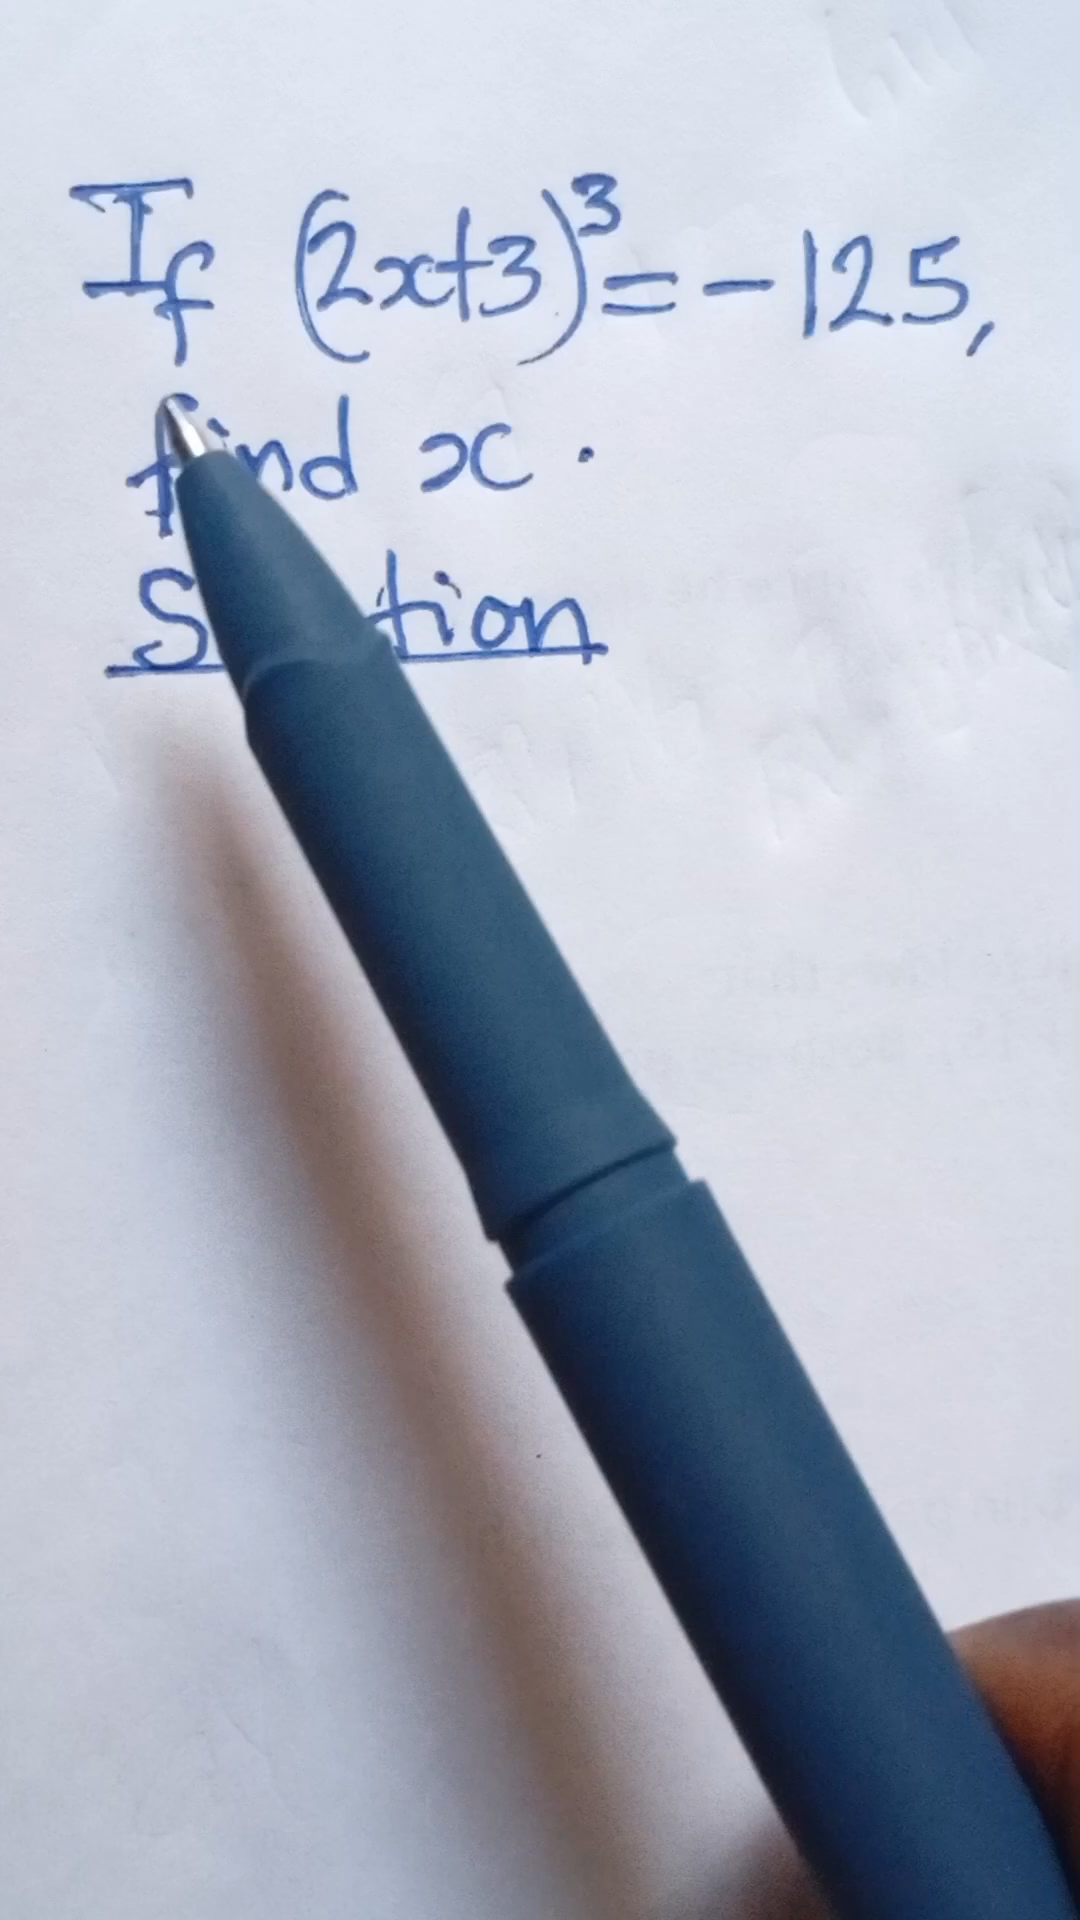 If (2x+3)³=-125,
find x.